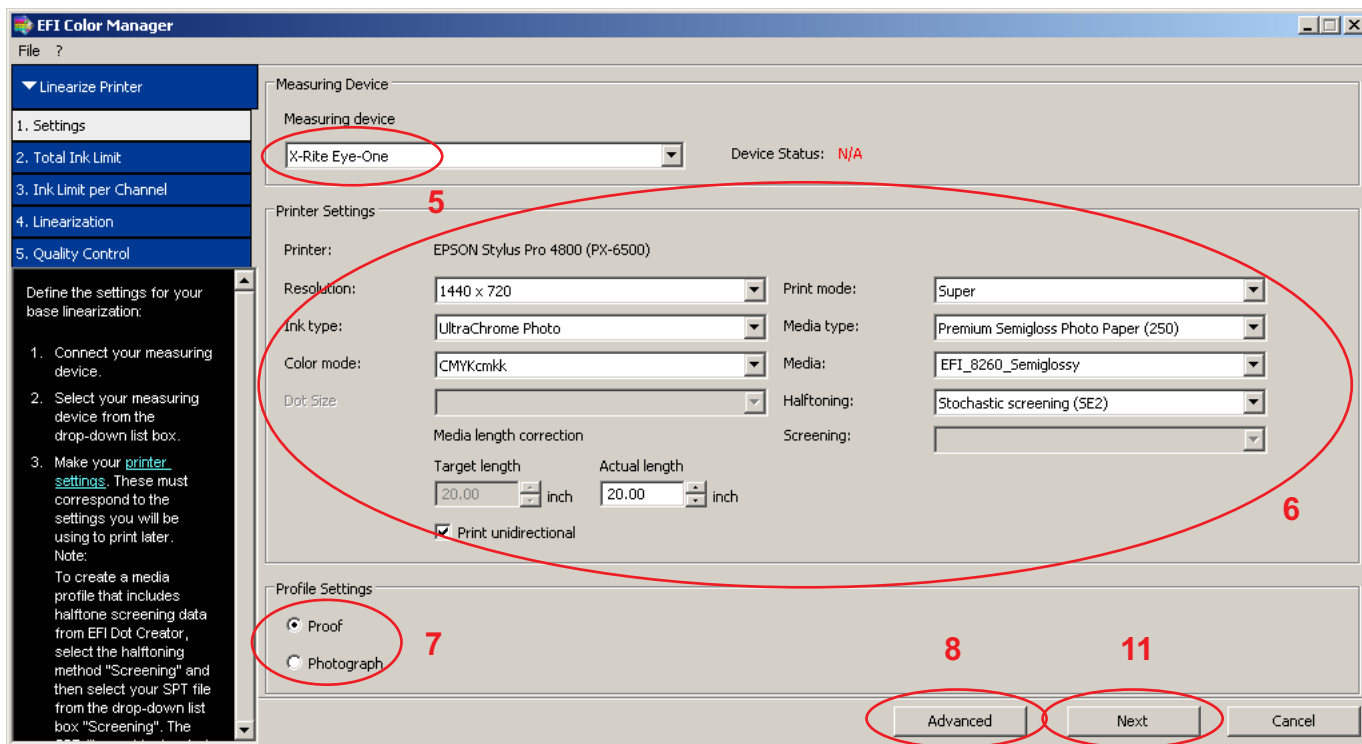 EFI Color Manager
File ?
Linearize Printer
1. Settings
2. Total Ink Limit
3. Ink Limit per Channel
4. Linearization
5. Quality Control
Define the settings for your
base linearization:
1. Connect your measuring
device.
2. Select your measuring
device from the
drop-down list box.
3. Make your printer
settings. These must
correspond to the
settings you will be
using to print later.
Note:
To create a media
profile that includes
halftone screening data
from EFI Dot Creator,
select the halftoning
method "Screening" and
then select your SPT file
from the drop-down list
box "Screening". The
Measuring Device
Measuring device
X-Rite Eye-One
Device Status: N/A
5
Printer Settings
Printer: EPSON Stylus Pro 4800 (PX-6500)
Resolution: 1440 x 720 Print mode: Super
Ink type: UltraChrome Photo Media type: Premium Semigloss Photo Paper (250)
Color mode: CMYKcmkk Media: EFI_8260_Semiglossy
Dot Size Halftoning: Stochastic screening (SE2)
Media length correction Screening:
Target length Actual length
20.00 inch 20.00 inch
6
Print unidirectional
Profile Settings
Proof
Photograph
7
8
11
Advanced Next Cancel